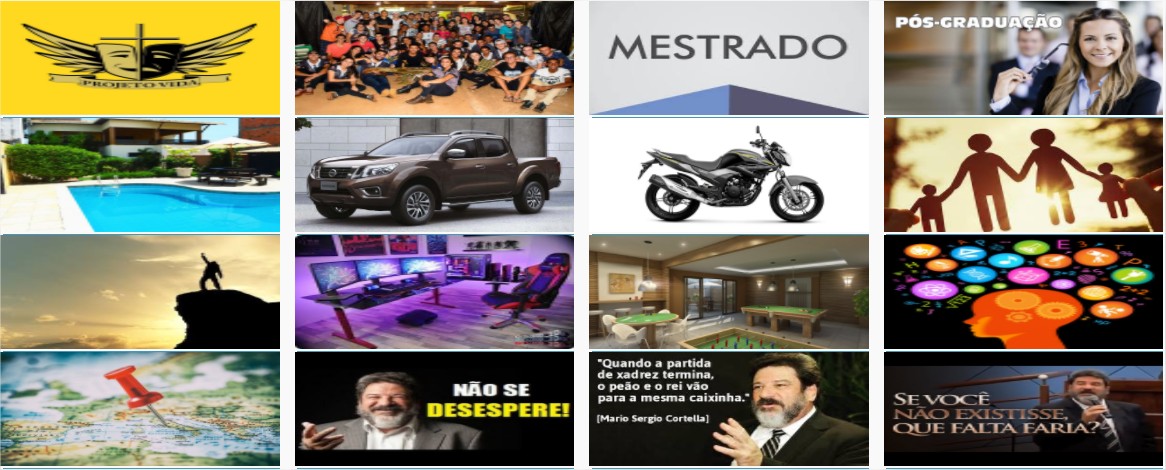 PROJETO VIDA
MESTRADO
PÓS-GRADUAÇÃO
NÃO SE
DESESPERE!
"Quando a partida
de xadrez termina,
o peão e o rei vão
para a mesma caixinha."
[Mario Sergio Cortella]
SE VOCÊ
NÃO EXISTISSE,
QUE FALTA FARIA?